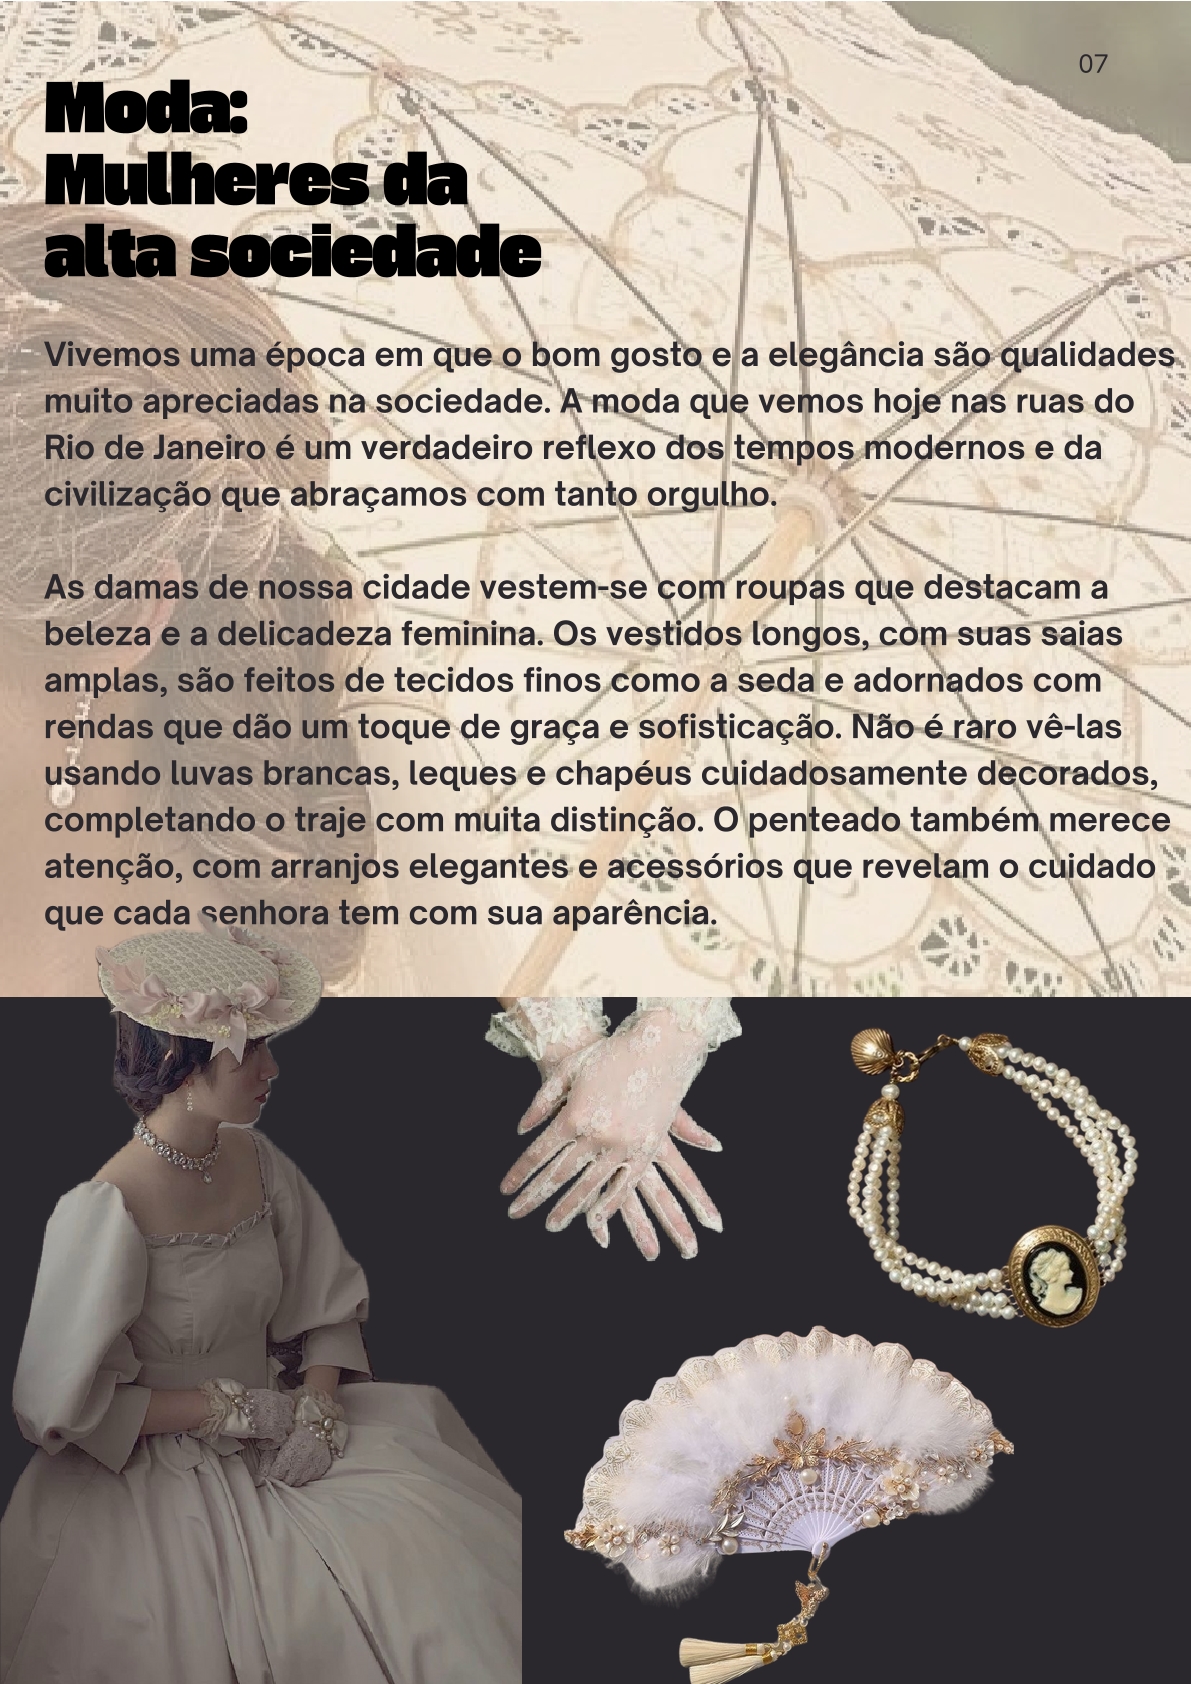 07
Moda:
Mulheres da
alta sociedade
Vivemos uma época em que o bom gosto e a elegância são qualidades
muito apreciadas na sociedade. A moda que vemos hoje nas ruas do
Rio de Janeiro é um verdadeiro reflexo dos tempos modernos e da
civilização que abraçamos com tanto orgulho.
As damas de nossa cidade vestem-se com roupas que destacam a
beleza e a delicadeza feminina. Os vestidos longos, com suas saias
amplas, são feitos de tecidos finos como a seda e adornados com
rendas que dão um toque de graça e sofisticação. Não é raro vê-las
usando luvas brancas, leques e chapéus cuidadosamente decorados,
completando o traje com muita distinção. O penteado também merece
atenção, com arranjos elegantes e acessórios que revelam o cuidado
que cada senhora tem com sua aparência.